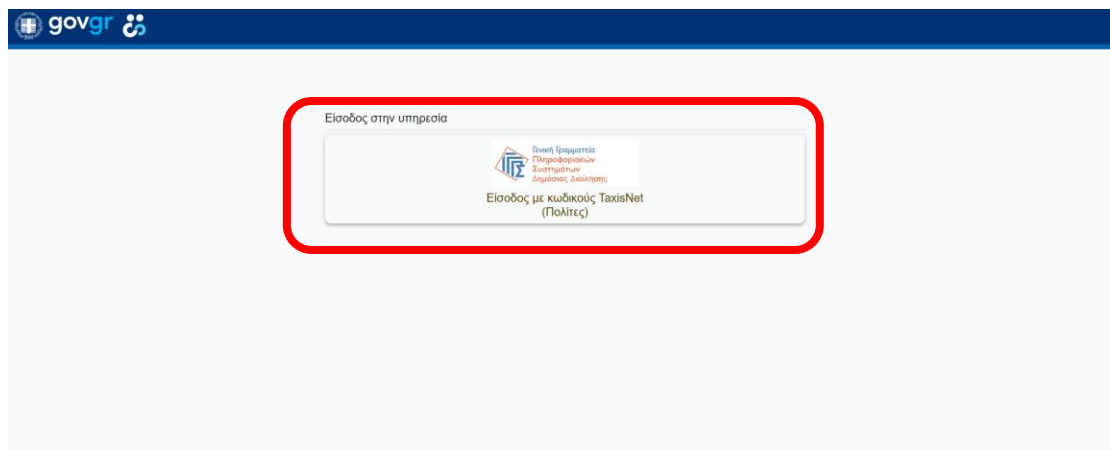 govgr
Είσοδος στην υπηρεσία
Γενική Γραμματεία
Πληροφοριακών
Συστημάτων
Δημόσιας Διοίκησης
Είσοδος με κωδικούς TaxisNet
(Πολίτες)